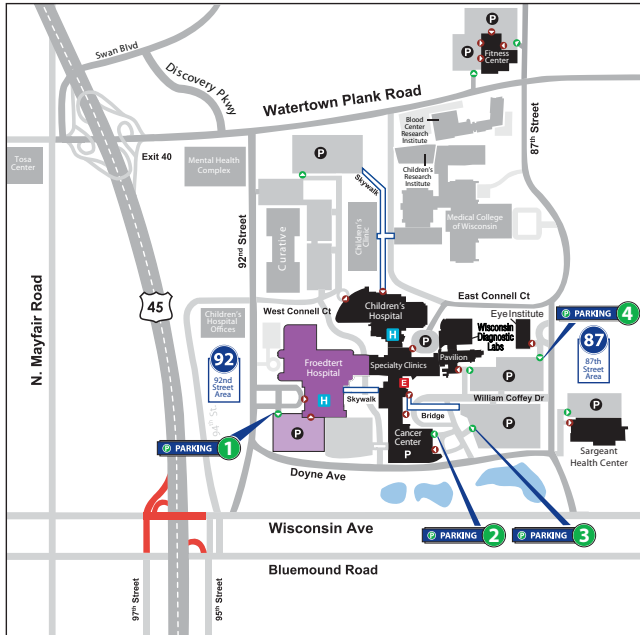 Swan Blvd
Discovery Pkwy
Watertown Plank Road
P
P
Fitness
Center
87th Street
Exit 40
Tosa
Center
Mental Health
Complex
P
Skywalk
Blood
Center
Research
Institute
Children's
Research
Institute
Medical College
of Wisconsin
92nd Street
Curative
Children's
Clinic
N. Mayfair Road
45
Children's
Hospital
Offices
West Connell Ct
Children's
Hospital
H
East Connell Ct
P PARKING 4
Eye Institute
Wisconsin
Diagnostic
Labs
P
Pavilion
92
92nd
Street
Area
Froedtert
Hospital
H
Specialty Clinics
E
P
87
87th
Street
Area
Skywalk
William Coffey Dr
Bridge
P
P
P
Cancer
Center
P
Sargeant
Health Center
P PARKING 1
Doyne Ave
Wisconsin Ave
P PARKING 2
P PARKING 3
Bluemound Road
97th Street
95th Street